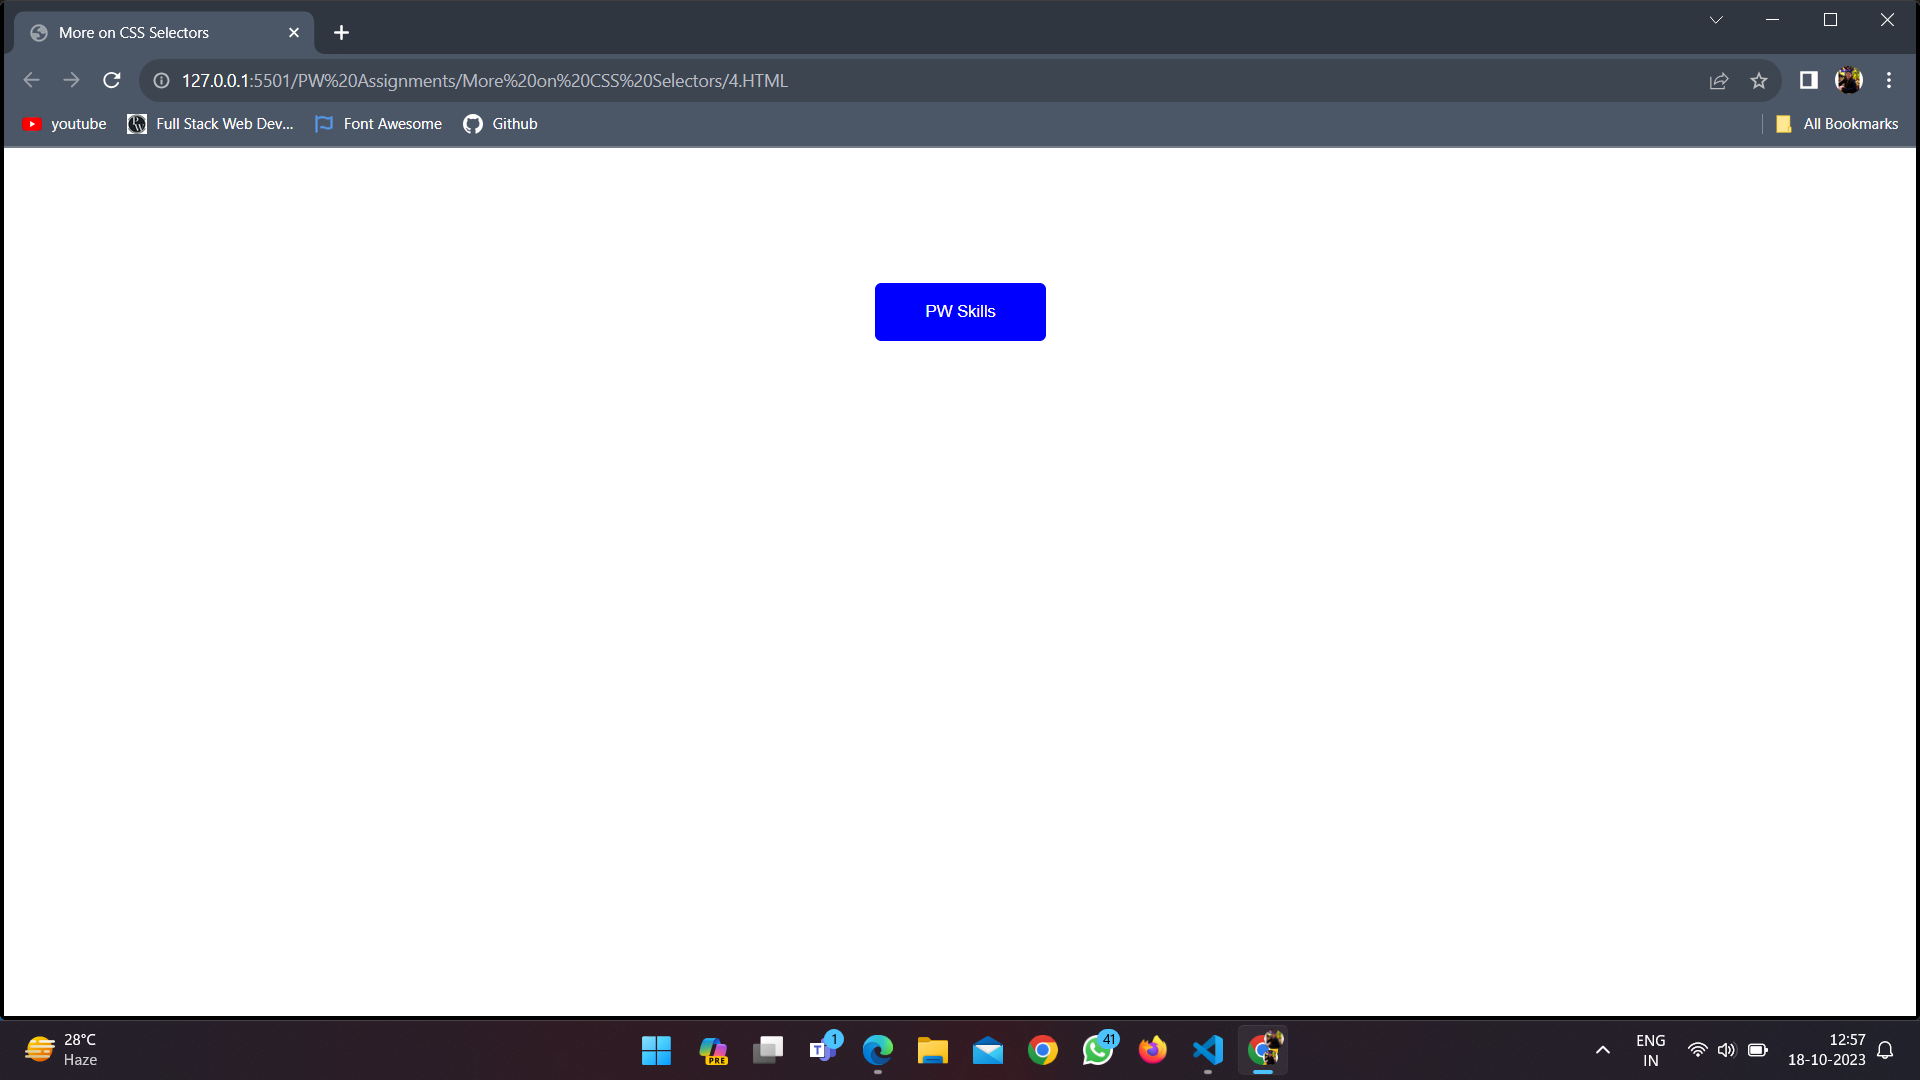 More on CSS Selectors
127.0.0.1:5501/PW%20Assignments/More%20on%20CSS%20Selectors/4.HTML
youtube
Full Stack Web Dev...
Font Awesome
Github
All Bookmarks
PW Skills
28°C
Haze
PRE
T
1
41
ENG
IN
12:57
18-10-2023